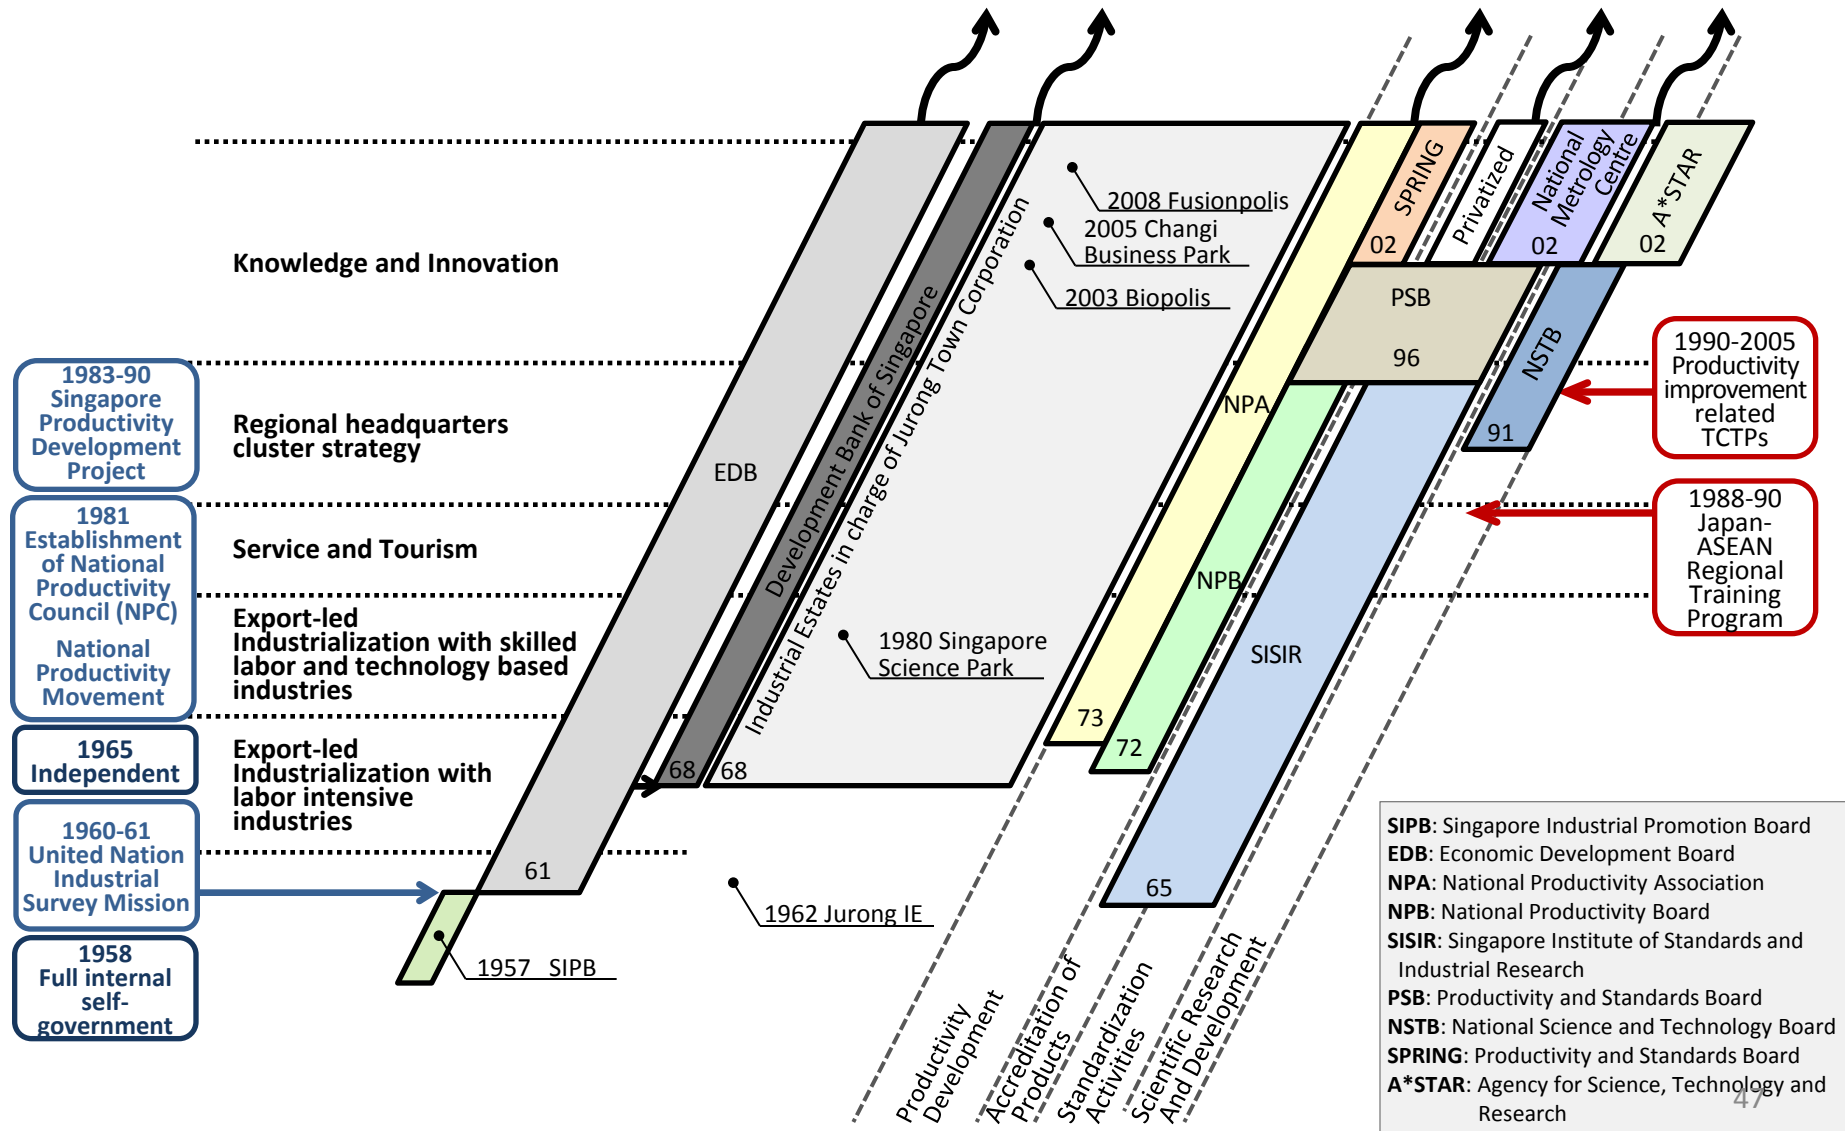 1983-90
Singapore
Productivity
Development
Project
1981
Establishment
of National
Productivity
Council (NPC)
National
Productivity
Movement
1965
Independent
1960-61
United Nation
Industrial
Survey Mission
1958
Full internal
self-
government
Knowledge and Innovation
Regional headquarters
cluster strategy
Service and Tourism
Export-led
Industrialization with skilled
labor and technology based
industries
Export-led
Industrialization with
labor intensive
industries
1957 SIPB
EDB
61
Development Bank of Singapore
68
Industrial Estates in charge of Jurong Town Corporation
68
2008 Fusionpolis
2005 Changi
Business Park
2003 Biopolis
1980 Singapore
Science Park
1962 Jurong IE
NPA
73
NPB
72
SISIR
65
PSB
96
NSTB
91
SPRING
02
Privatized
National
Metrology
Centre
02
A*STAR
02
Productivity
Development
Accreditation of
Products
Standardization
Activities
Scientific Research
And Development
1990-2005
Productivity
improvement
related
TCTPs
1988-90
Japan-
ASEAN
Regional
Training
Program
SIPB: Singapore Industrial Promotion Board
EDB: Economic Development Board
NPA: National Productivity Association
NPB: National Productivity Board
SISIR: Singapore Institute of Standards and
Industrial Research
PSB: Productivity and Standards Board
NSTB: National Science and Technology Board
SPRING: Productivity and Standards Board
A*STAR: Agency for Science, Technology and
Research
47